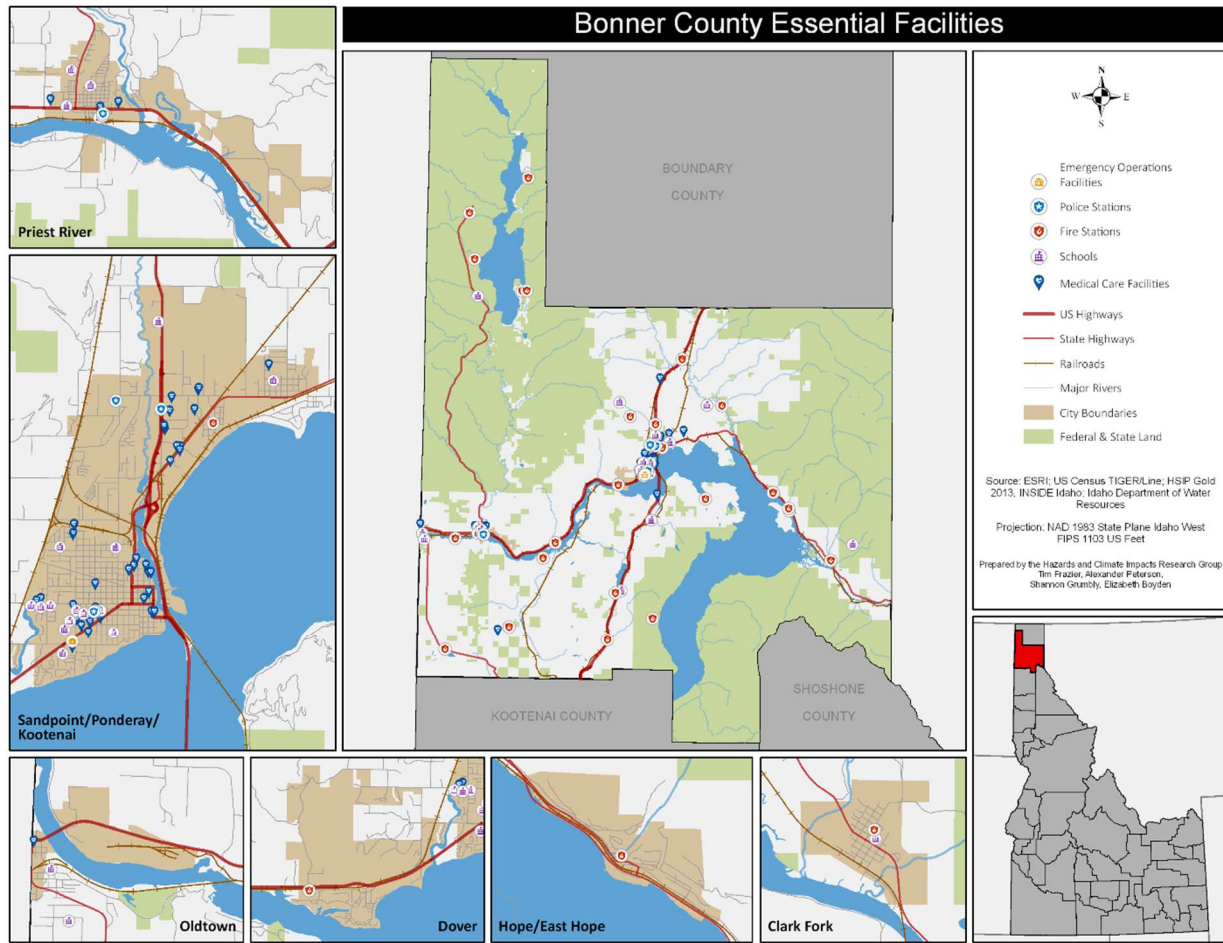 Bonner County Essential Facilities
Priest River
Sandpoint/Ponderay/
Kootenai
BOUNDARY
COUNTY
KOOTENAI COUNTY
SHOSHONE
COUNTY
N
W
E
S
Emergency Operations
Facilities
Police Stations
Fire Stations
Schools
Medical Care Facilities
US Highways
State Highways
Railroads
Major Rivers
City Boundaries
Federal & State Land
Source: ESRI; US Census TIGER/Line; HSIP Gold
2013, INSIDE Idaho; Idaho Department of Water
Resources
Projection: NAD 1983 State Plane Idaho West
FIPS 1103 US Feet
Prepared by the Hazards and Climate Impacts Research Group:
Tim Frazier, Alexander Peterson,
Shannon Grumbly, Elizabeth Boyden
Oldtown
Dover
Hope/East Hope
Clark Fork